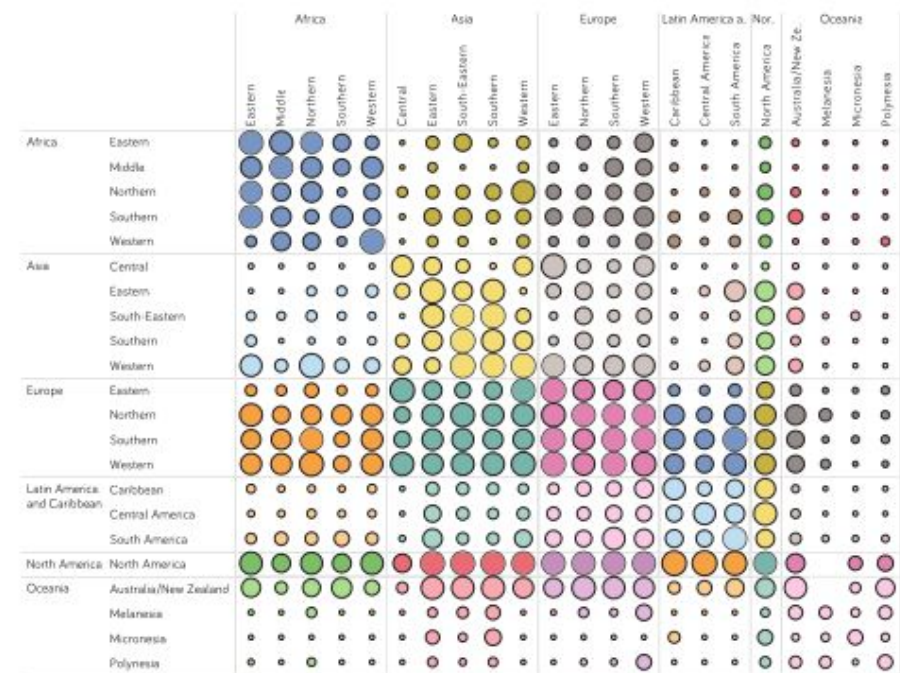 Africa Asia Europe Latin America a. Nor. Oceania
Eastern Middle Northern Southern Western Central Eastern South-Eastern Southern Western Eastern Northern Southern Western Caribbean Central America South America North America Australia/New Ze. Melanesia Micronesia Polynesia
Africa Eastern
Middle
Northern
Southern
Western
Asia Central
Eastern
South-Eastern
Southern
Western
Europe Eastern
Northern
Southern
Western
Latin America Caribbean
and Caribbean
Central America
South America
North America North America
Oceania Australia/New Zealand
Melanesia
Micronesia
Polynesia